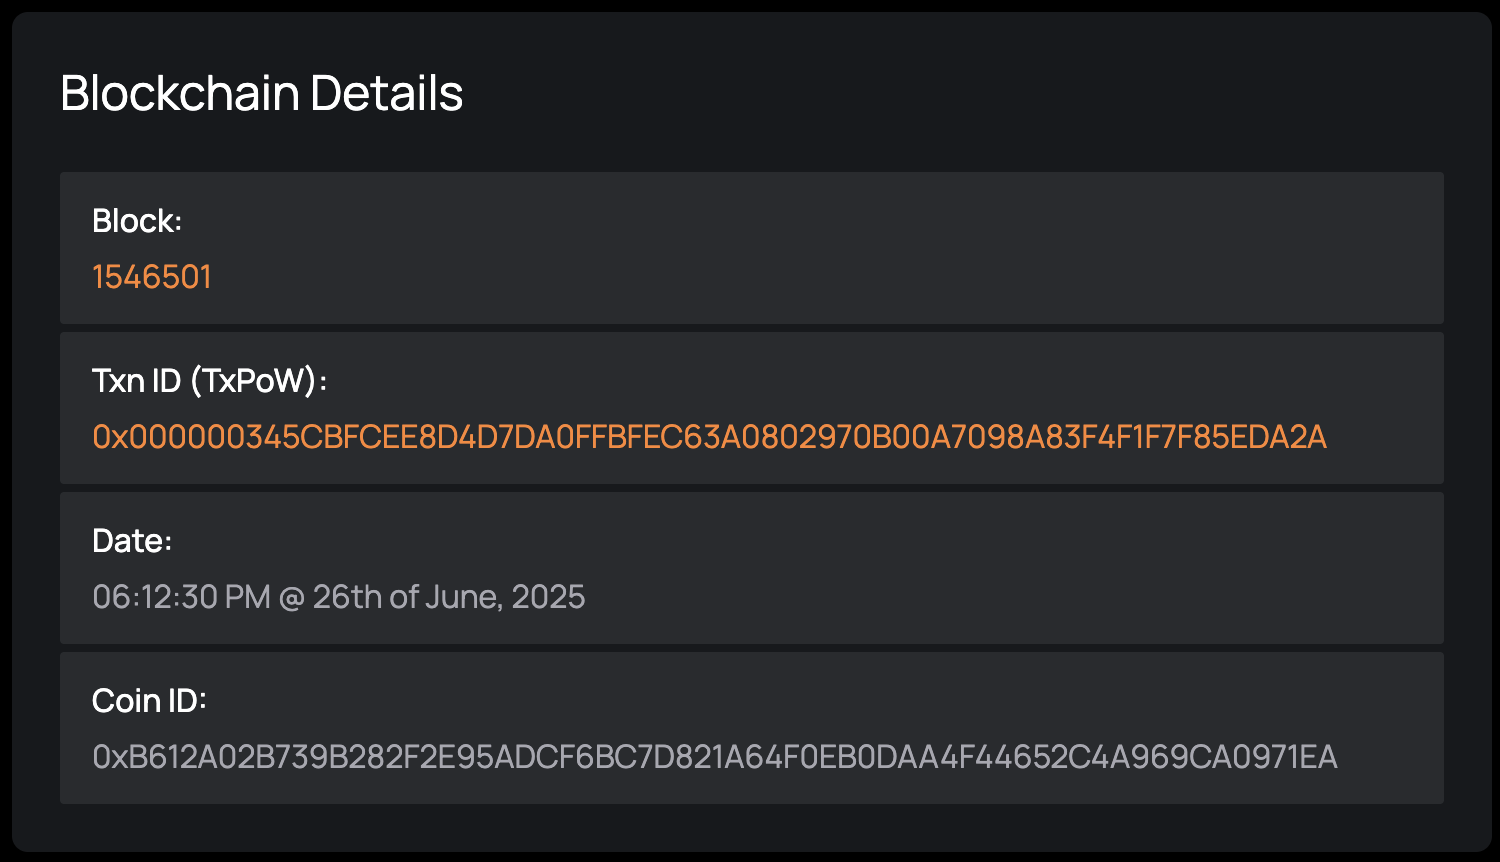 Blockchain Details
Block:
1546501
Txn ID (TxPoW):
0x000000345CBFCEE8D4D7DA0FFBFEC63A0802970B00A7098A83F4F1F7F85EDA2A
Date:
06:12:30 PM @ 26th of June, 2025
Coin ID:
0xB612A02B739B282F2E95ADCF6BC7D821A64F0EB0DAA4F44652C4A969CA0971EA